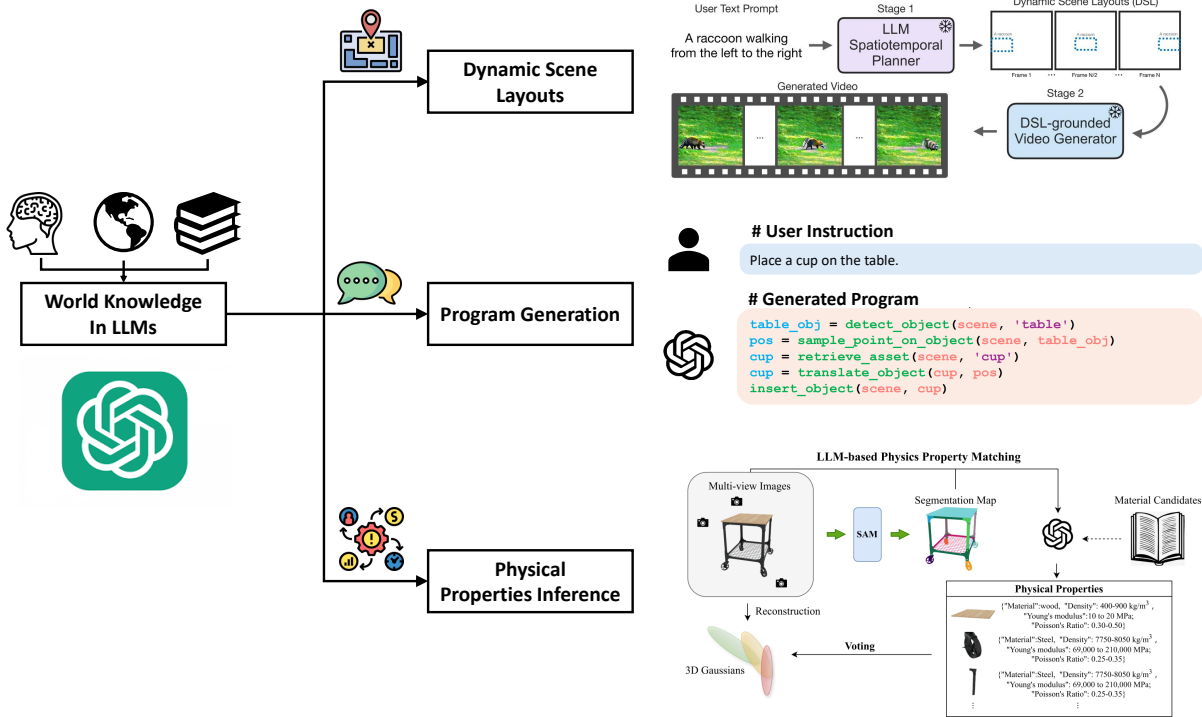 World Knowledge
In LLMs
Dynamic Scene
Layouts
Program Generation
Physical
Properties Inference
User Text Prompt
Stage 1
Dynamic Scene Layouts (DSL)
A raccoon walking
from the left to the right
LLM
Spatiotemporal
Planner
A raccoon
A raccoon
A raccoon
Frame 1 ... Frame N/2 ... Frame N
Generated Video
Stage 2
DSL-grounded
Video Generator
...
...
# User Instruction
Place a cup on the table.
# Generated Program
table_obj = detect_object(scene, 'table')
pos = sample_point_on_object(scene, table_obj)
cup = retrieve_asset(scene, 'cup')
cup = translate_object(cup, pos)
insert_object(scene, cup)
LLM-based Physics Property Matching
Multi-view Images
Segmentation Map
Material Candidates
SAM
Reconstruction
3D Gaussians
Voting
Physical Properties
{"Material":wood, "Density": 400-900 kg/m³ ,
"Young's modulus":10 to 20 MPa;
"Poisson's Ratio": 0.30-0.50}
{"Material":Steel, "Density": 7750-8050 kg/m³ ,
"Young's modulus": 69,000 to 210,000 MPa;
"Poisson's Ratio": 0.25-0.35}
{"Material":Steel, "Density": 7750-8050 kg/m³ ,
"Young's modulus": 69,000 to 210,000 MPa;
"Poisson's Ratio": 0.25-0.35}
⋮ ⋮